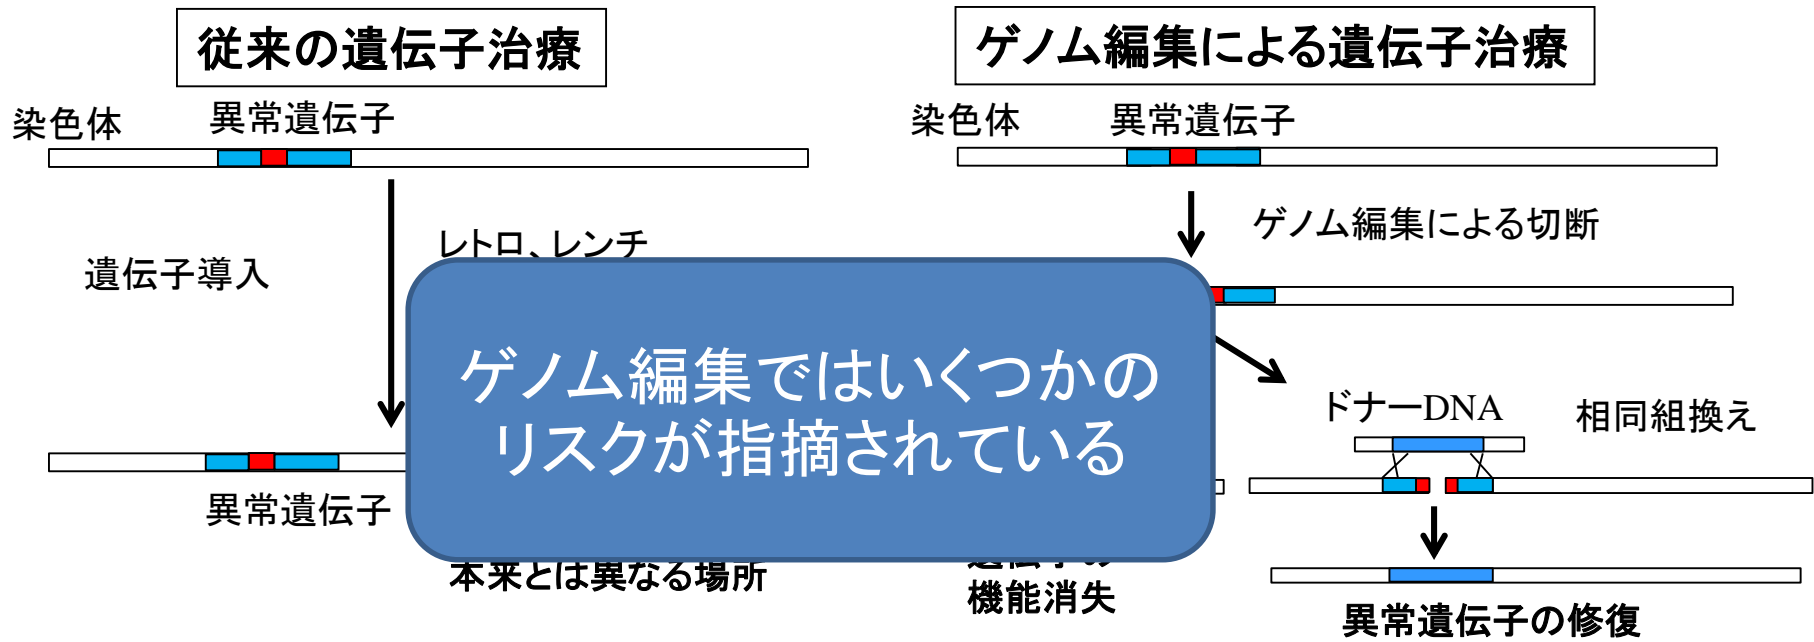 従来の遺伝子治療
染色体
異常遺伝子
遺伝子導入
レトロ、レンチ
異常遺伝子
本来とは異なる場所
ゲノム編集による遺伝子治療
染色体
異常遺伝子
ゲノム編集による切断
ゲノム編集ではいくつかの
リスクが指摘されている
遺伝子の
機能消失
ドナーDNA
相同組換え
異常遺伝子の修復